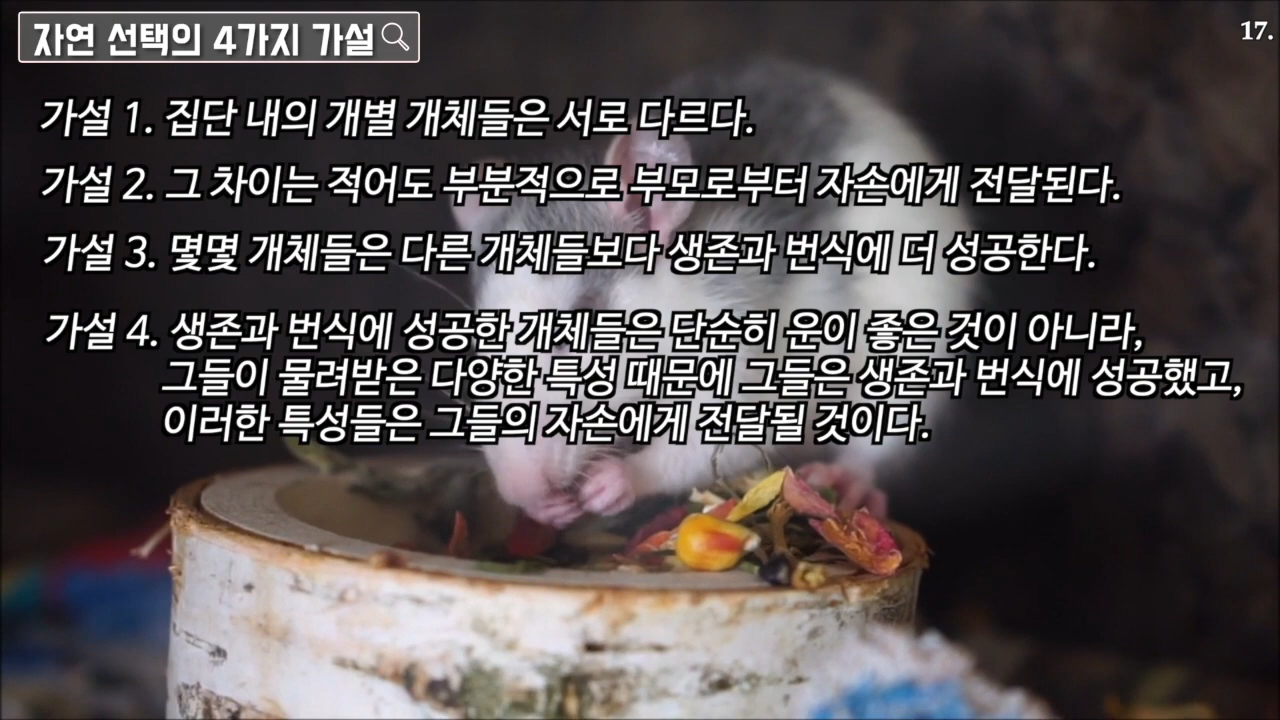 자연 선택의 4가지 가설
17.
가설 1. 집단 내의 개별 개체들은 서로 다르다.
가설 2. 그 차이는 적어도 부분적으로 부모로부터 자손에게 전달된다.
가설 3. 몇몇 개체들은 다른 개체들보다 생존과 번식에 더 성공한다.
가설 4. 생존과 번식에 성공한 개체들은 단순히 운이 좋은 것이 아니라,
그들이 물려받은 다양한 특성 때문에 그들은 생존과 번식에 성공했고,
이러한 특성들은 그들의 자손에게 전달될 것이다.